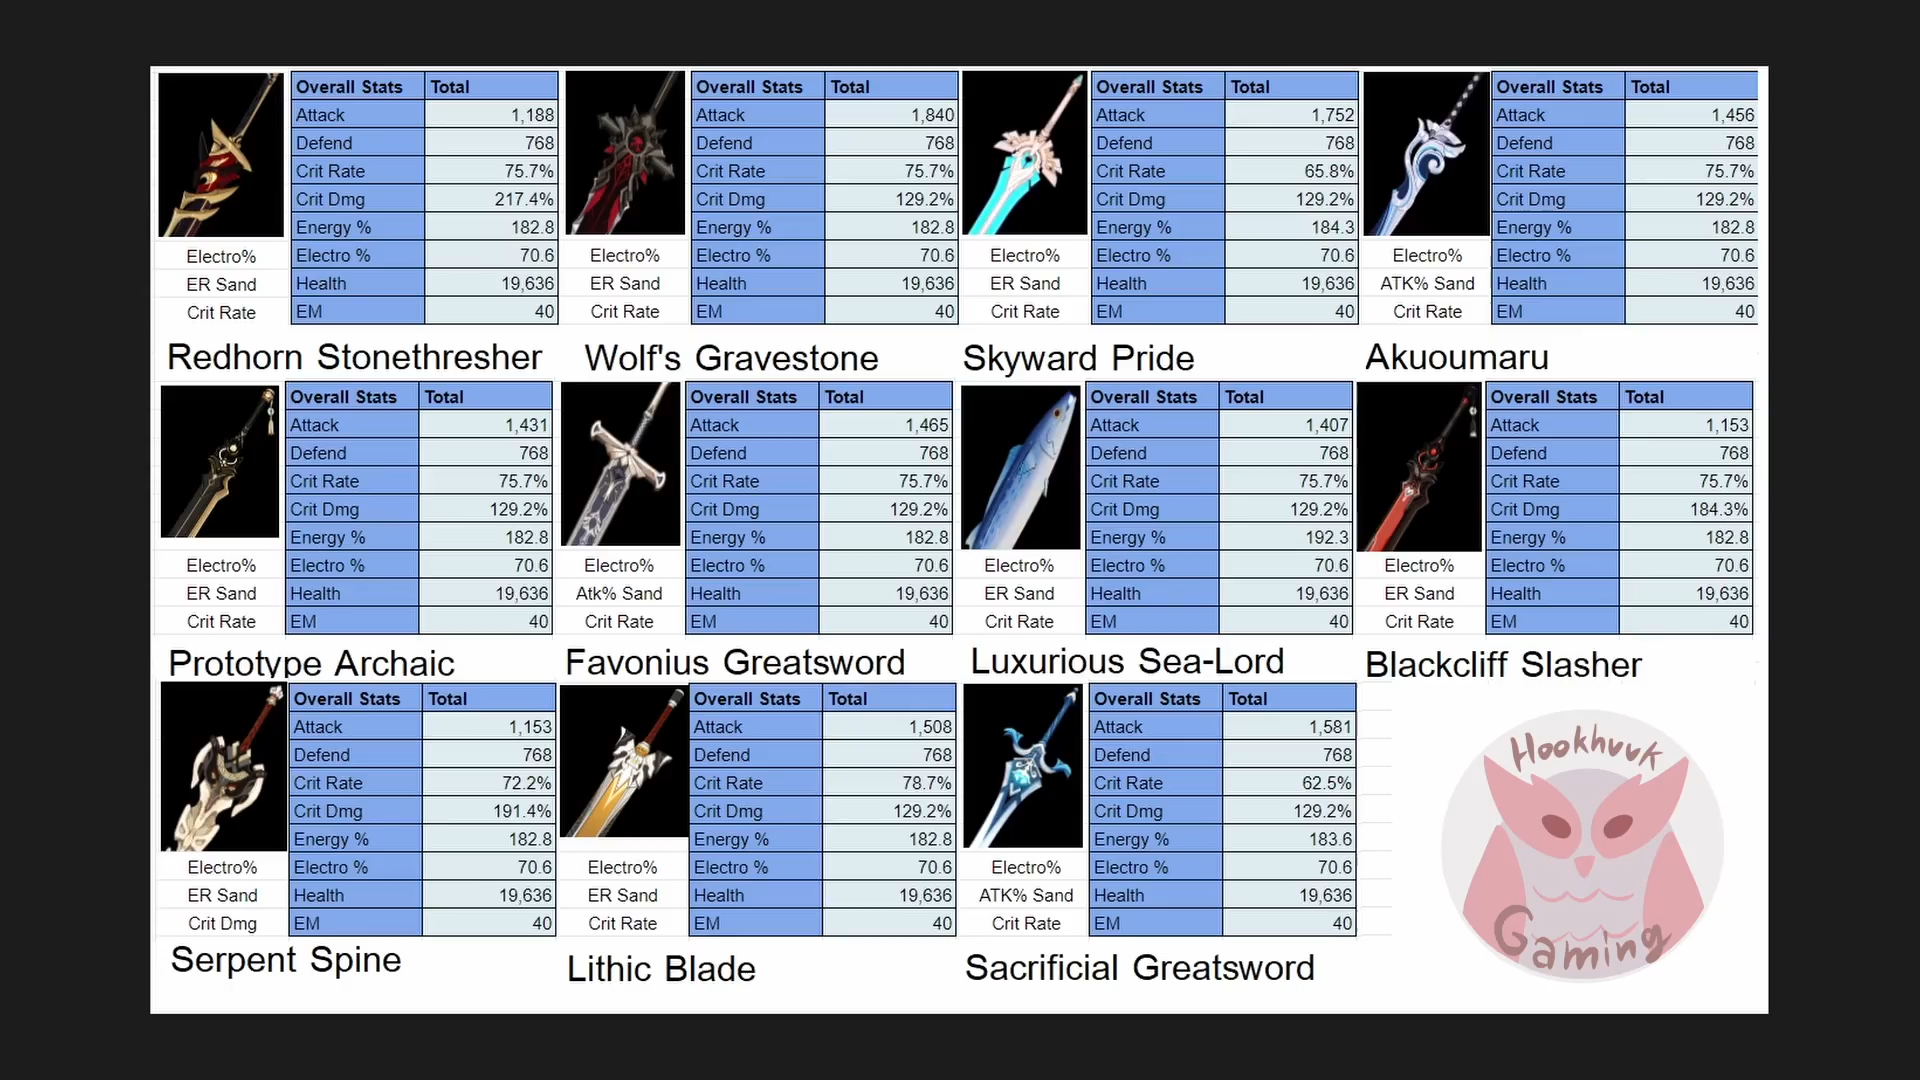 Overall Stats Total
Attack 1,188
Defend 768
Crit Rate 75.7%
Crit Dmg 217.4%
Energy % 182.8
Electro % 70.6
Health 19,636
EM 40
Electro%
ER Sand
Crit Rate
Redhorn Stonethresher
Overall Stats Total
Attack 1,840
Defend 768
Crit Rate 75.7%
Crit Dmg 129.2%
Energy % 182.8
Electro % 70.6
Health 19,636
EM 40
Electro%
ER Sand
Crit Rate
Wolf's Gravestone
Overall Stats Total
Attack 1,752
Defend 768
Crit Rate 65.8%
Crit Dmg 129.2%
Energy % 184.3
Electro % 70.6
Health 19,636
EM 40
Electro%
ER Sand
Crit Rate
Skyward Pride
Overall Stats Total
Attack 1,456
Defend 768
Crit Rate 75.7%
Crit Dmg 129.2%
Energy % 182.8
Electro % 70.6
Health 19,636
EM 40
Electro%
ATK% Sand
Crit Rate
Akuoumaru
Overall Stats Total
Attack 1,431
Defend 768
Crit Rate 75.7%
Crit Dmg 129.2%
Energy % 182.8
Electro % 70.6
Health 19,636
EM 40
Electro%
ER Sand
Crit Rate
Prototype Archaic
Overall Stats Total
Attack 1,465
Defend 768
Crit Rate 75.7%
Crit Dmg 129.2%
Energy % 182.8
Electro % 70.6
Health 19,636
EM 40
Electro%
Atk% Sand
Crit Rate
Favonius Greatsword
Overall Stats Total
Attack 1,407
Defend 768
Crit Rate 75.7%
Crit Dmg 129.2%
Energy % 192.3
Electro % 70.6
Health 19,636
EM 40
Electro%
ER Sand
Crit Rate
Luxurious Sea-Lord
Overall Stats Total
Attack 1,153
Defend 768
Crit Rate 75.7%
Crit Dmg 184.3%
Energy % 182.8
Electro % 70.6
Health 19,636
EM 40
Electro%
ER Sand
Crit Rate
Blackcliff Slasher
Overall Stats Total
Attack 1,153
Defend 768
Crit Rate 72.2%
Crit Dmg 191.4%
Energy % 182.8
Electro % 70.6
Health 19,636
EM 40
Electro%
ER Sand
Crit Dmg
Serpent Spine
Overall Stats Total
Attack 1,508
Defend 768
Crit Rate 78.7%
Crit Dmg 129.2%
Energy % 182.8
Electro % 70.6
Health 19,636
EM 40
Electro%
ER Sand
Crit Rate
Lithic Blade
Overall Stats Total
Attack 1,581
Defend 768
Crit Rate 62.5%
Crit Dmg 129.2%
Energy % 183.6
Electro % 70.6
Health 19,636
EM 40
Electro%
ATK% Sand
Crit Rate
Sacrificial Greatsword
Hookhvvk
Gaming